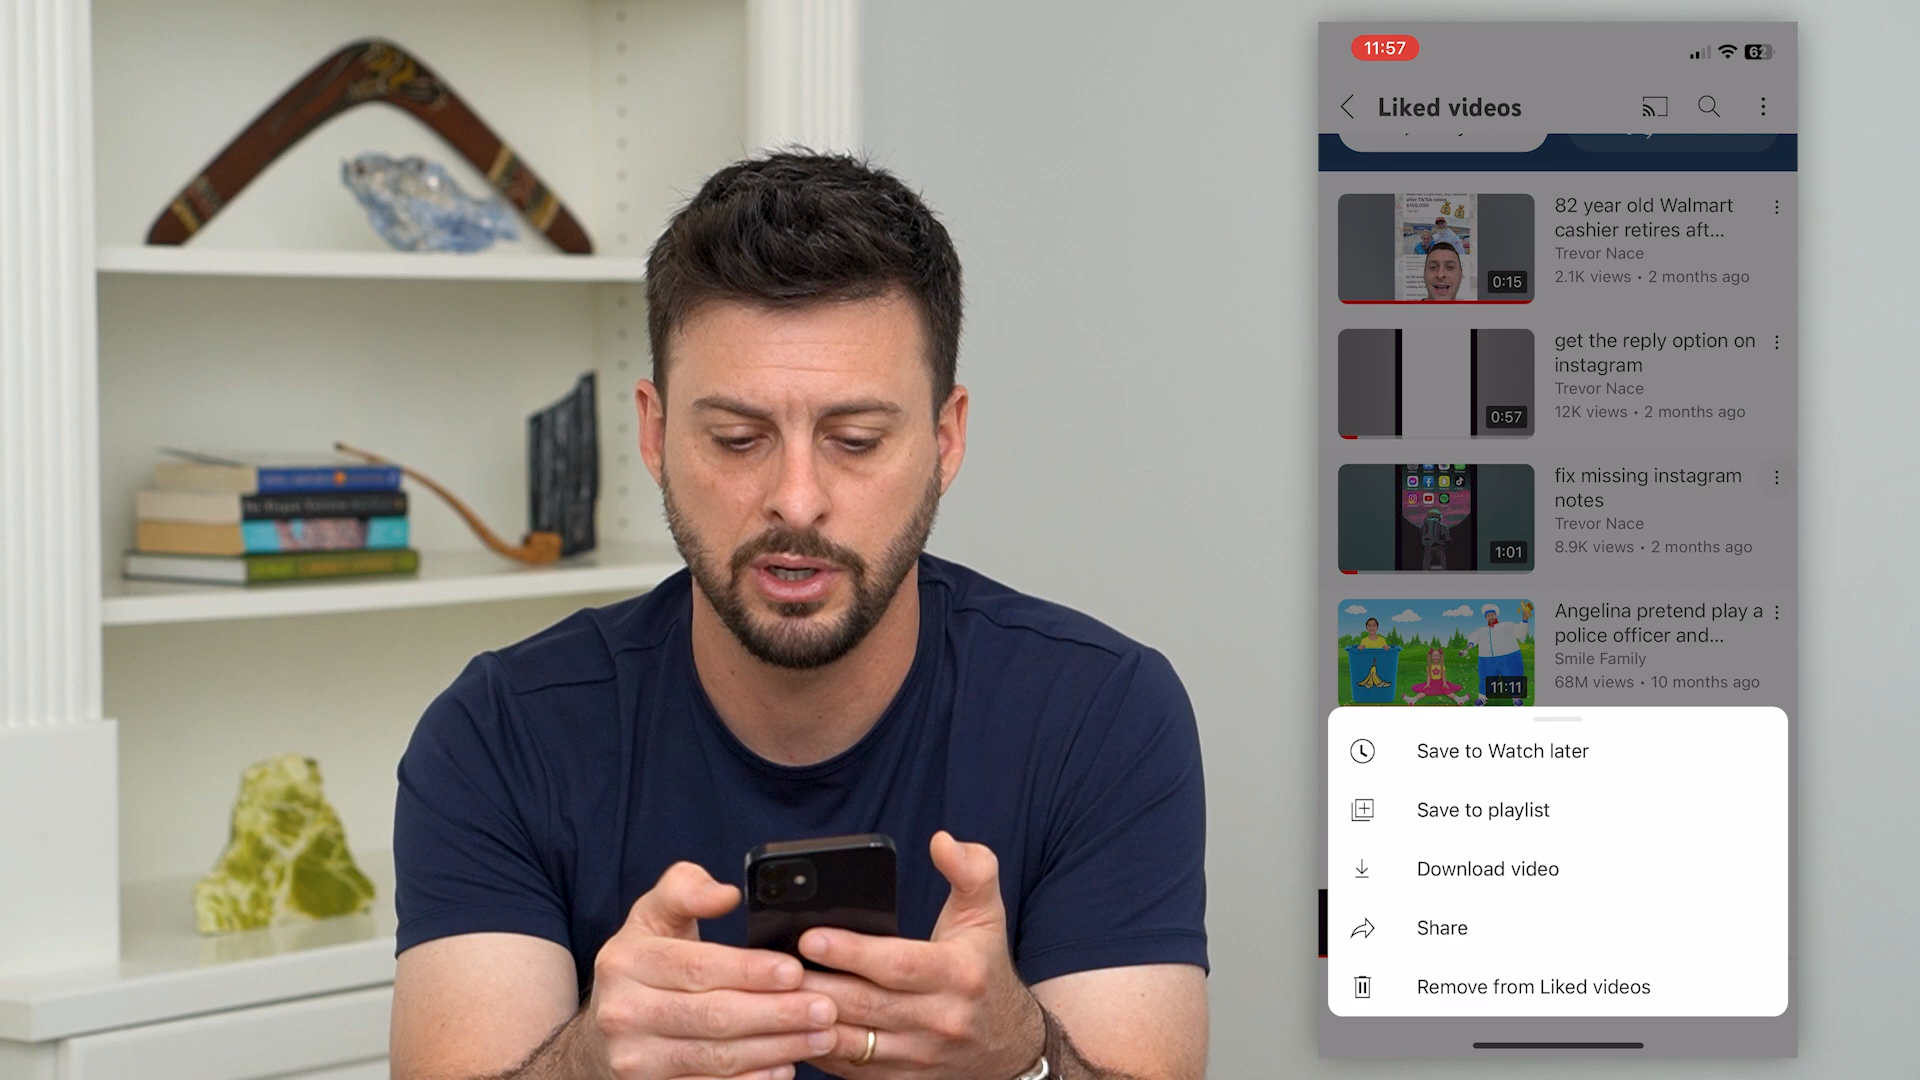 11:57
62
Liked videos
82 year old Walmart
cashier retires aft...
Trevor Nace
2.1K views • 2 months ago
0:15
get the reply option on
instagram
Trevor Nace
12K views • 2 months ago
0:57
fix missing instagram
notes
Trevor Nace
8.9K views • 2 months ago
1:01
Angelina pretend play a
police officer and...
Smile Family
68M views • 10 months ago
11:11
Save to Watch later
Save to playlist
Download video
Share
Remove from Liked videos